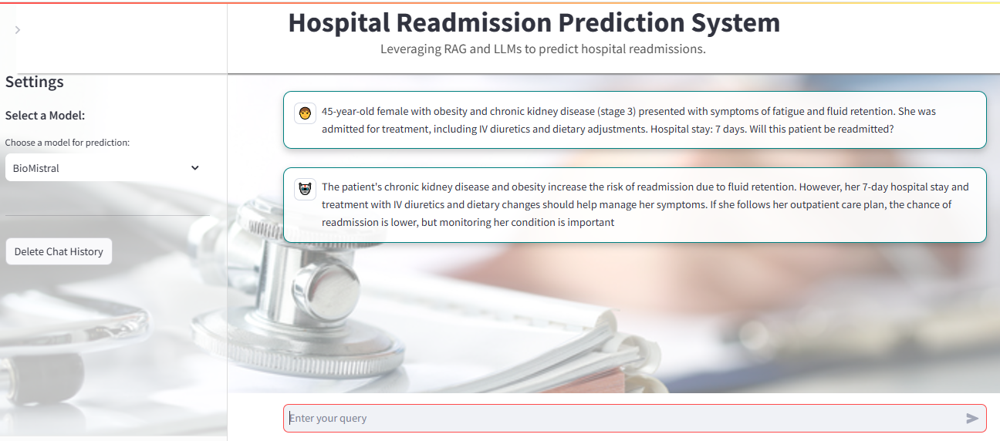 Hospital Readmission Prediction System
Leveraging RAG and LLMs to predict hospital readmissions.
Settings
Select a Model:
Choose a model for prediction:
BioMistral
Delete Chat History
45-year-old female with obesity and chronic kidney disease (stage 3) presented with symptoms of fatigue and fluid retention. She was
admitted for treatment, including IV diuretics and dietary adjustments. Hospital stay: 7 days. Will this patient be readmitted?
The patient's chronic kidney disease and obesity increase the risk of readmission due to fluid retention. However, her 7-day hospital stay and
treatment with IV diuretics and dietary changes should help manage her symptoms. If she follows her outpatient care plan, the chance of
readmission is lower, but monitoring her condition is important
Enter your query